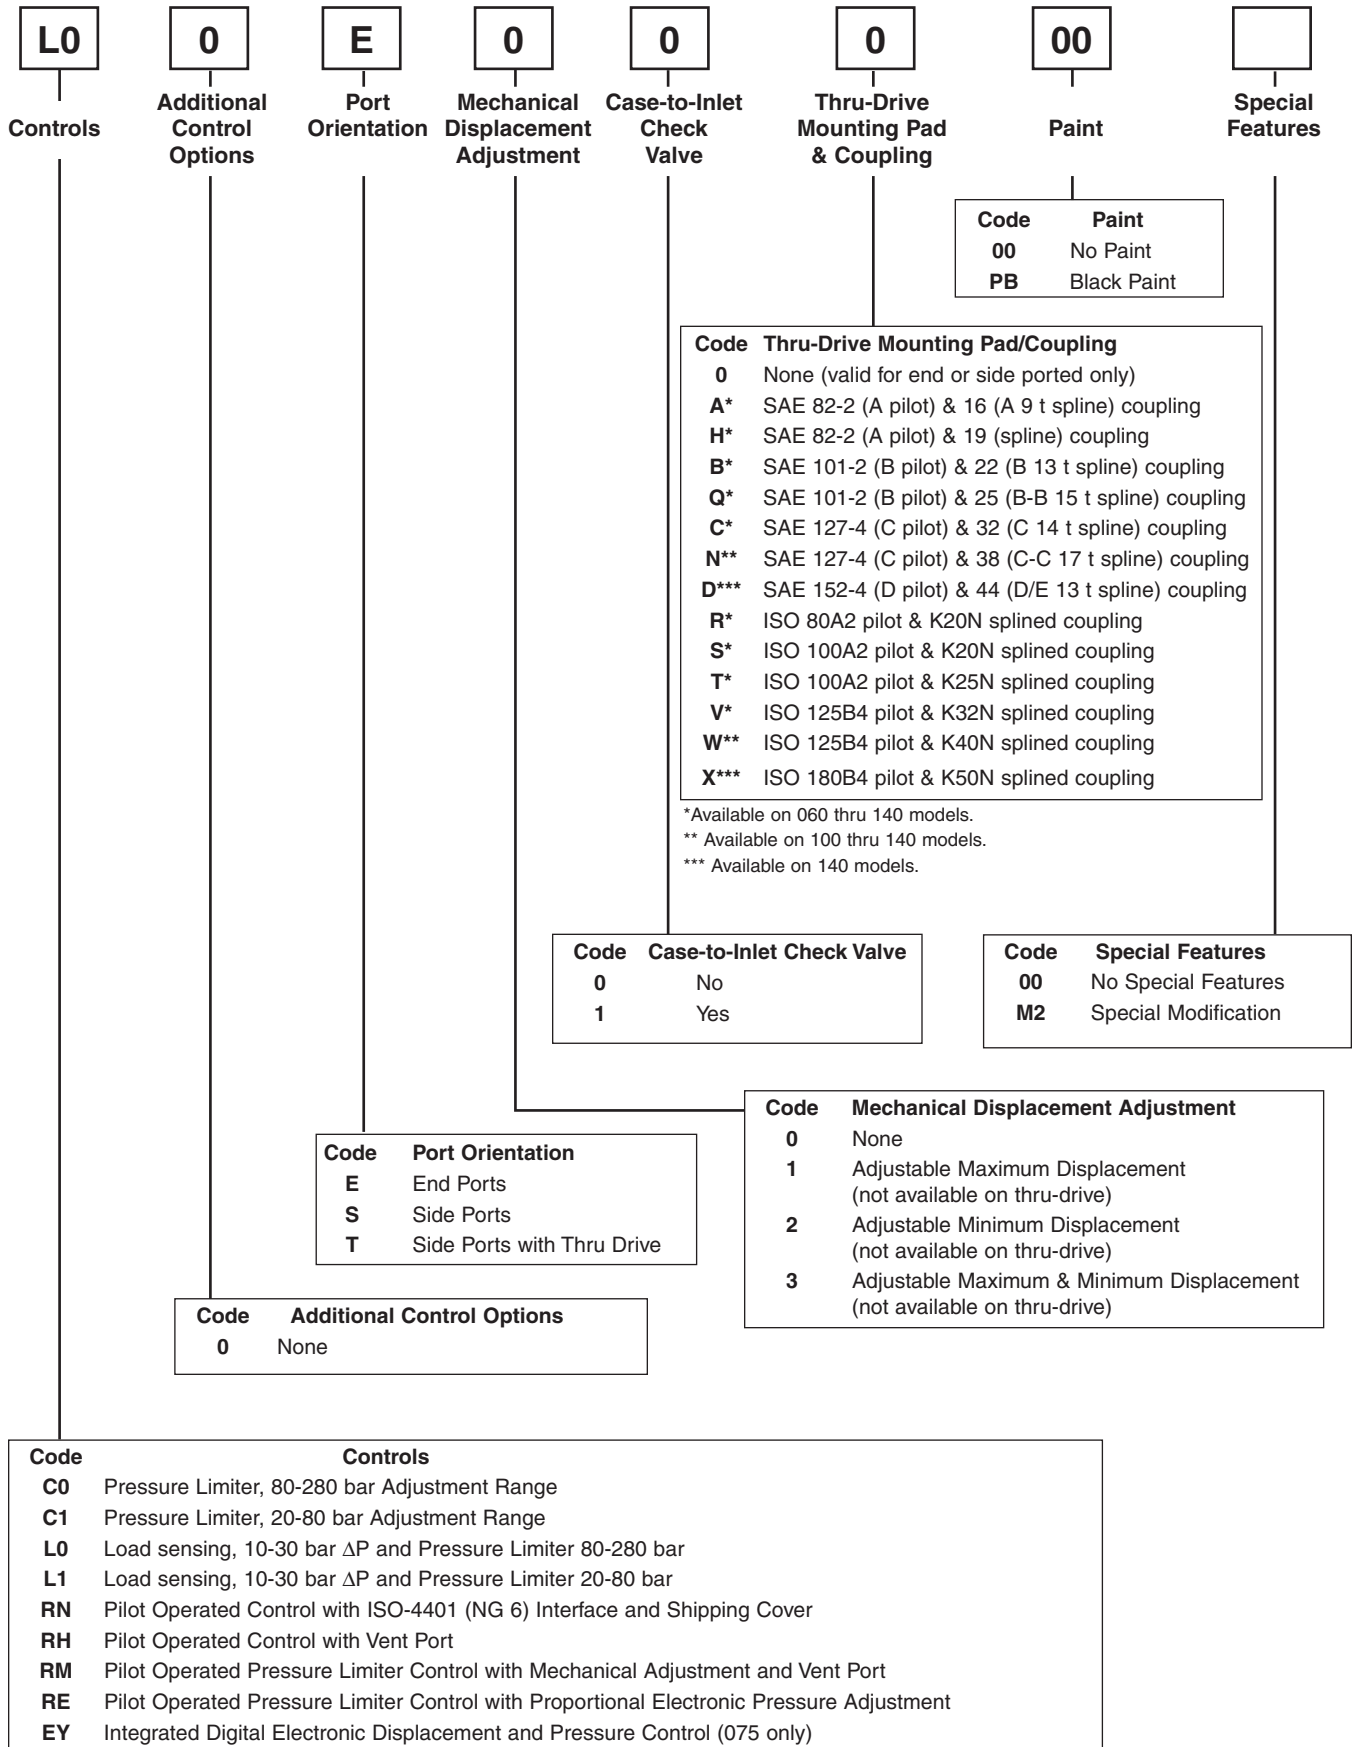 L0 0 E 0 0 0 00
Controls
Additional
Control
Options
Port
Orientation
Mechanical
Displacement
Adjustment
Case-to-Inlet
Check
Valve
Thru-Drive
Mounting Pad
& Coupling
Paint
Special
Features
Code Paint
00 No Paint
PB Black Paint
Code Thru-Drive Mounting Pad/Coupling
0 None (valid for end or side ported only)
A* SAE 82-2 (A pilot) & 16 (A 9 t spline) coupling
H* SAE 82-2 (A pilot) & 19 (spline) coupling
B* SAE 101-2 (B pilot) & 22 (B 13 t spline) coupling
Q* SAE 101-2 (B pilot) & 25 (B-B 15 t spline) coupling
C* SAE 127-4 (C pilot) & 32 (C 14 t spline) coupling
N** SAE 127-4 (C pilot) & 38 (C-C 17 t spline) coupling
D*** SAE 152-4 (D pilot) & 44 (D/E 13 t spline) coupling
R* ISO 80A2 pilot & K20N splined coupling
S* ISO 100A2 pilot & K20N splined coupling
T* ISO 100A2 pilot & K25N splined coupling
V* ISO 125B4 pilot & K32N splined coupling
W** ISO 125B4 pilot & K40N splined coupling
X*** ISO 180B4 pilot & K50N splined coupling
*Available on 060 thru 140 models.
** Available on 100 thru 140 models.
*** Available on 140 models.
Code Case-to-Inlet Check Valve
0 No
1 Yes
Code Special Features
00 No Special Features
M2 Special Modification
Code Mechanical Displacement Adjustment
0 None
1 Adjustable Maximum Displacement
(not available on thru-drive)
2 Adjustable Minimum Displacement
(not available on thru-drive)
3 Adjustable Maximum & Minimum Displacement
(not available on thru-drive)
Code Port Orientation
E End Ports
S Side Ports
T Side Ports with Thru Drive
Code Additional Control Options
0 None
Code Controls
C0 Pressure Limiter, 80-280 bar Adjustment Range
C1 Pressure Limiter, 20-80 bar Adjustment Range
L0 Load sensing, 10-30 bar ∆P and Pressure Limiter 80-280 bar
L1 Load sensing, 10-30 bar ∆P and Pressure Limiter 20-80 bar
RN Pilot Operated Control with ISO-4401 (NG 6) Interface and Shipping Cover
RH Pilot Operated Control with Vent Port
RM Pilot Operated Pressure Limiter Control with Mechanical Adjustment and Vent Port
RE Pilot Operated Pressure Limiter Control with Proportional Electronic Pressure Adjustment
EY Integrated Digital Electronic Displacement and Pressure Control (075 only)